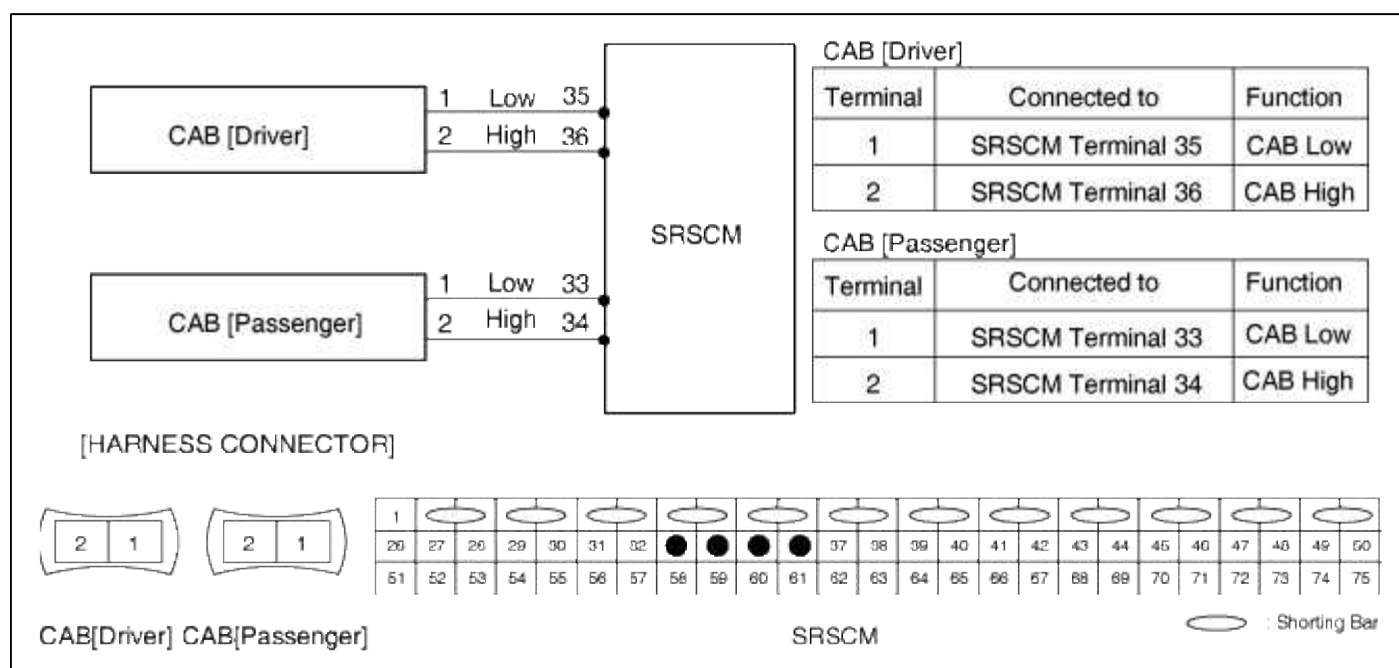 CAB [Driver]
Terminal Connected to Function
1 SRSCM Terminal 35 CAB Low
2 SRSCM Terminal 36 CAB High
CAB [Passenger]
Terminal Connected to Function
1 SRSCM Terminal 33 CAB Low
2 SRSCM Terminal 34 CAB High
CAB [Driver]
1 Low 35
2 High 36
CAB [Passenger]
1 Low 33
2 High 34
SRSCM
[HARNESS CONNECTOR]
2 1
2 1
1
26 27 28 29 30 31 32 37 38 39 40 41 42 43 44 45 46 47 48 49 50
51 52 53 54 55 56 57 58 59 60 61 62 63 64 65 66 67 68 69 70 71 72 73 74 75
CAB[Driver] CAB[Passenger]
SRSCM
: Shorting Bar